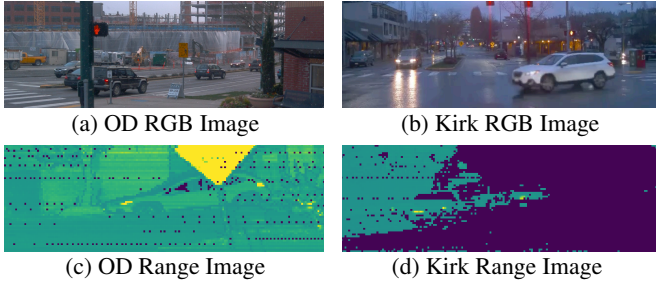 (a) OD RGB Image
(b) Kirk RGB Image
(c) OD Range Image
(d) Kirk Range Image